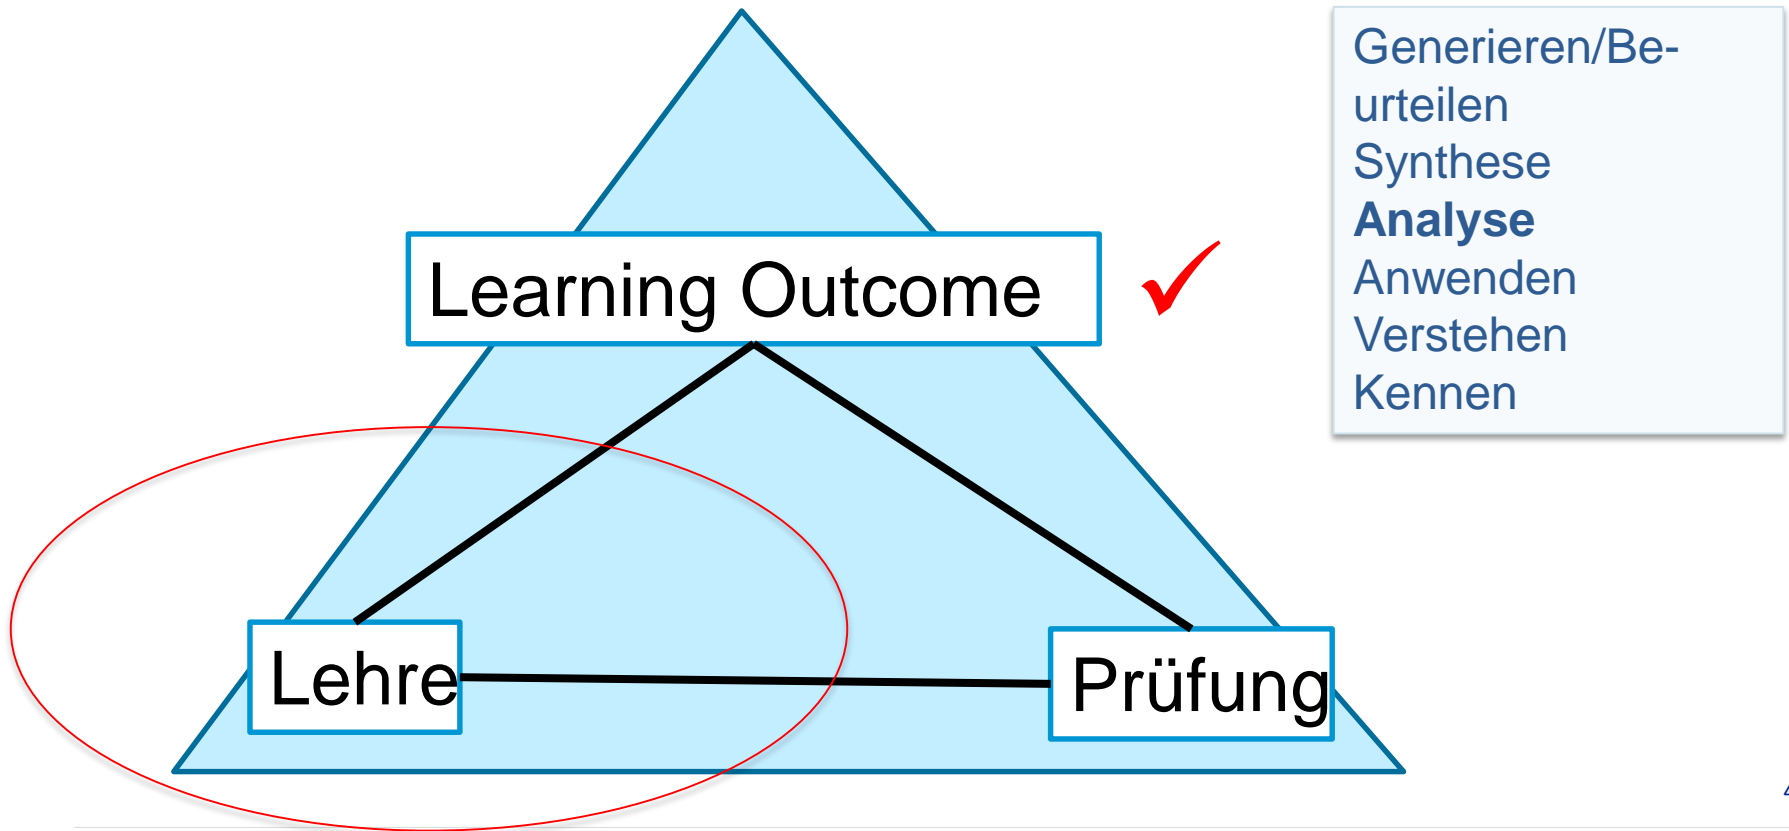 Generieren/Be-
urteilen
Synthese
Analyse
Anwenden
Verstehen
Kennen
Learning Outcome
Lehre
Prüfung